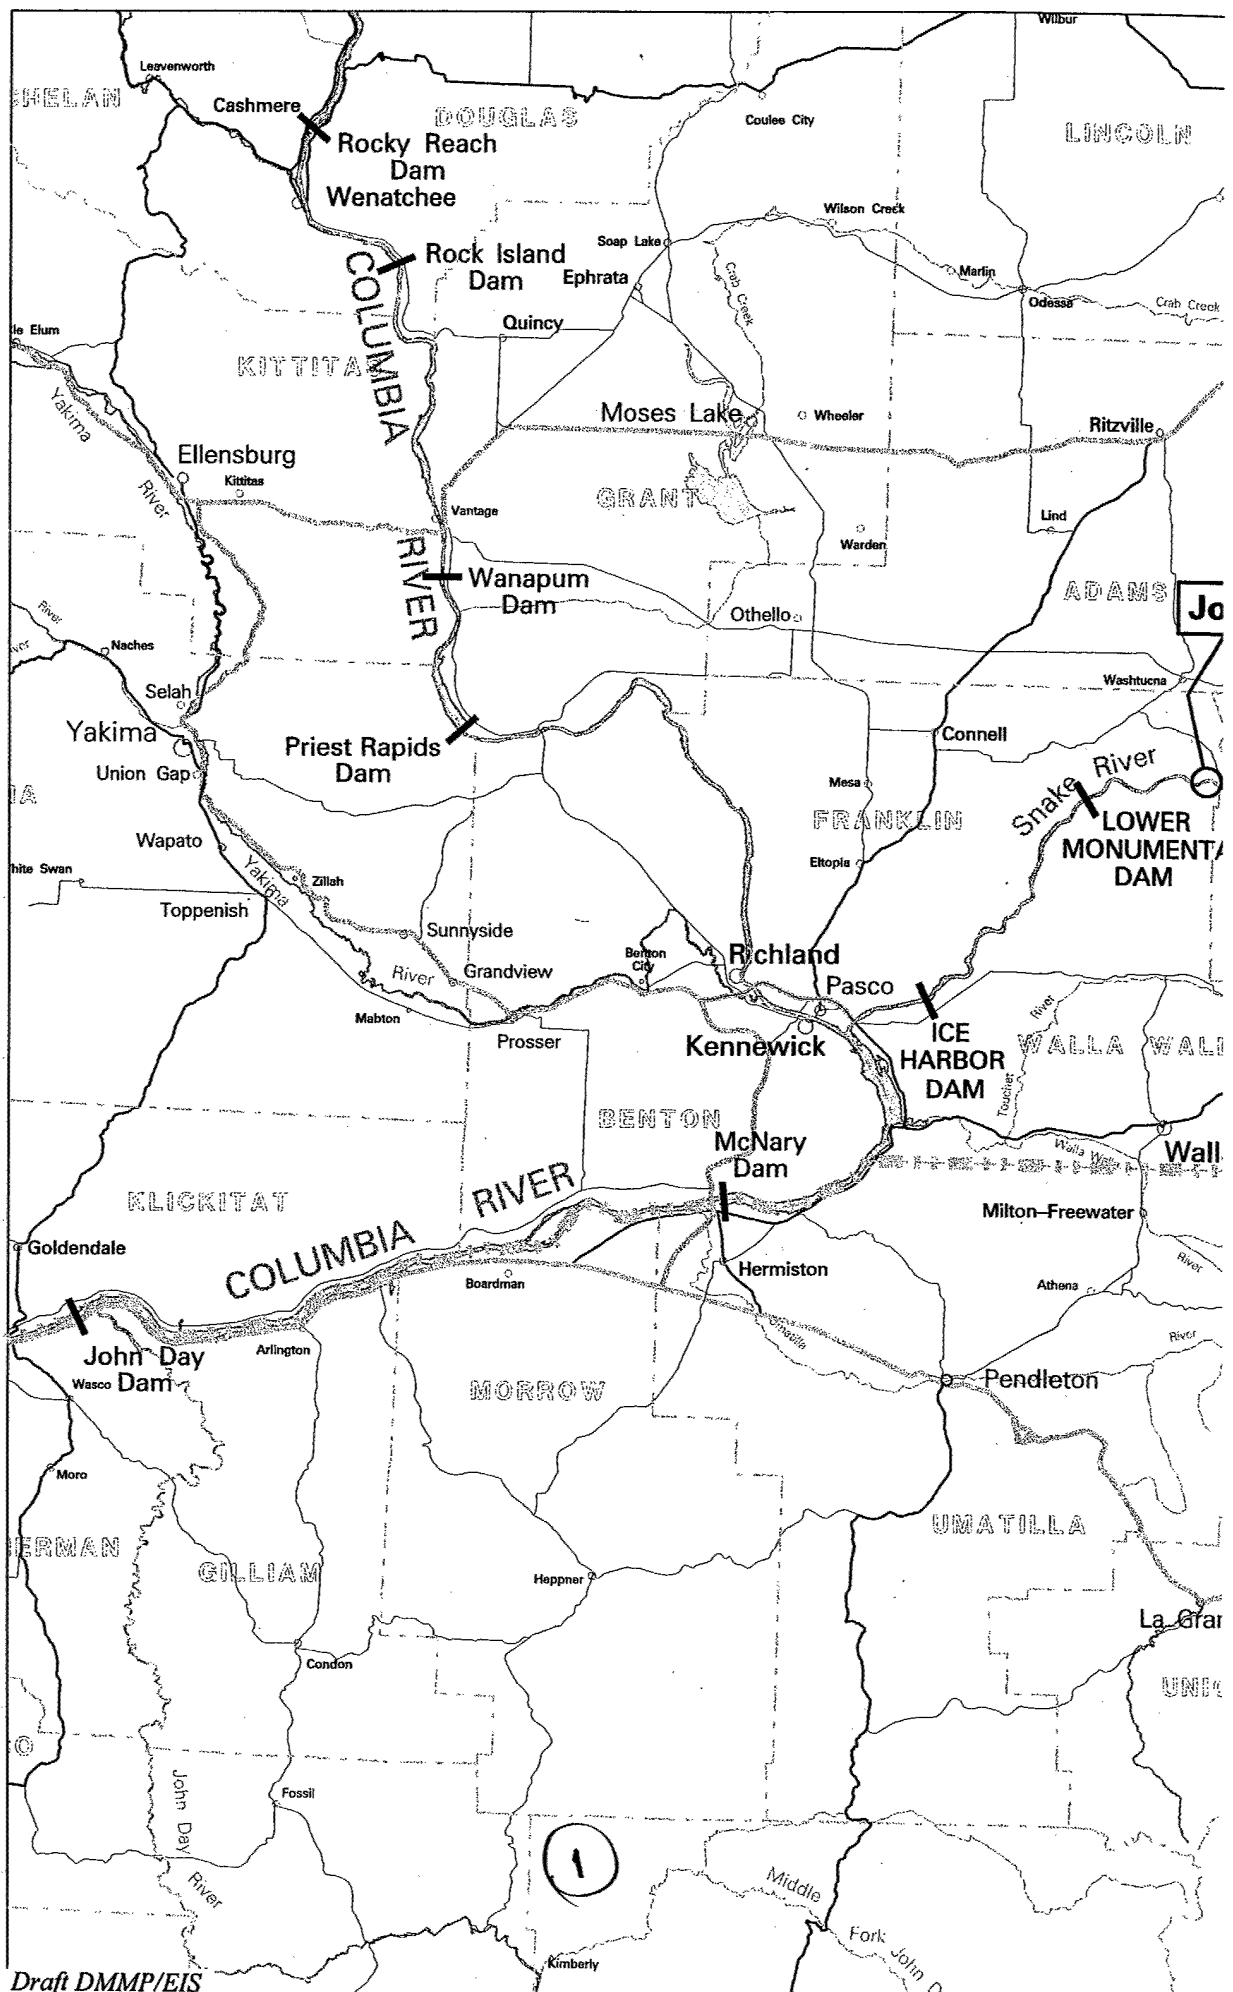 Wilbur
Leavenworth
CHELAN
Cashmere
DOUGLAS
Coulee City
LINCOLN
Rocky Reach
Dam
Wenatchee
Wilson Creek
Soap Lake
Rock Island
Dam
Ephrata
Crab Creek
Marlin
Odessa
Crab Creek
COLUMBIA
RIVER
le Elum
Quincy
KITTITA
Yakima
River
Moses Lake
Wheeler
Ritzville
Ellensburg
Kittitas
GRANT
Vantage
Lind
Warden
Wanapum
Dam
ADAMS
Jo
River
ver
Naches
Othello
Selah
Washtucna
Yakima
Priest Rapids
Dam
Connell
Union Gap
IA
Mesa
Snake River
FRANKLIN
LOWER
MONUMENTA
DAM
Wapato
Eltopia
hite Swan
Yakima
Zillah
Toppenish
Sunnyside
River
Grandview
Benton
City
Richland
Pasco
Mabton
Prosser
Kennewick
ICE
HARBOR
DAM
River
Touchet
WALLA WALL
BENTON
McNary
Dam
Walla W
Wall
KLICKITAT
COLUMBIA RIVER
Milton-Freewater
Goldendale
River
Hermiston
Boardman
Athena
Umatilla
River
John Day
Dam
Arlington
Wasco
MORROW
Pendleton
Moro
ERMAN
UMATILLA
GILLIAM
Heppner
La Gran
Condon
UNIO
O
John Day
River
Fossil
1
Middle
Fork John D
Kimberly
Draft DMMP/EIS